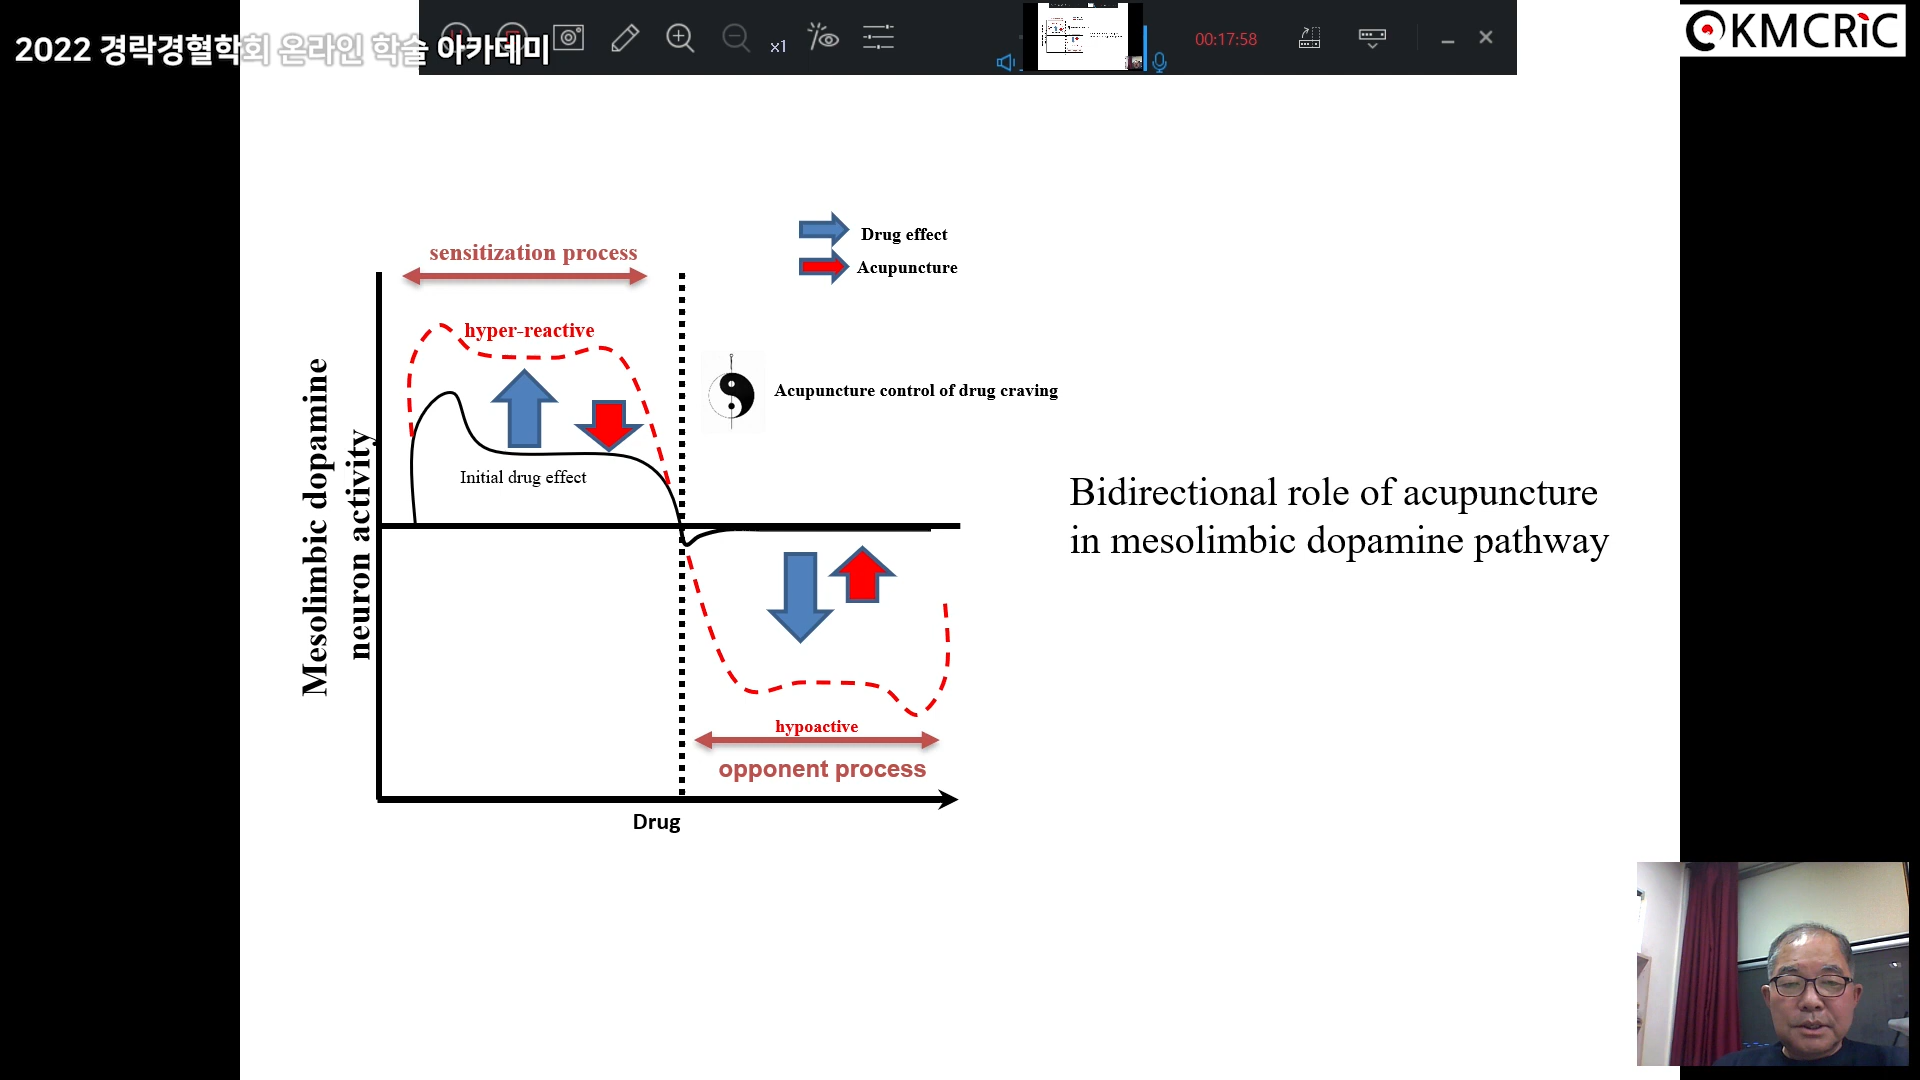 2022 경락경혈학회 온라인 학술 아카데미
x1
00:17:58
KMCRiC
Drug effect
Acupuncture
sensitization process
hyper-reactive
Initial drug effect
Acupuncture control of drug craving
Mesolimbic dopamine
neuron activity
Bidirectional role of acupuncture
in mesolimbic dopamine pathway
hypoactive
opponent process
Drug